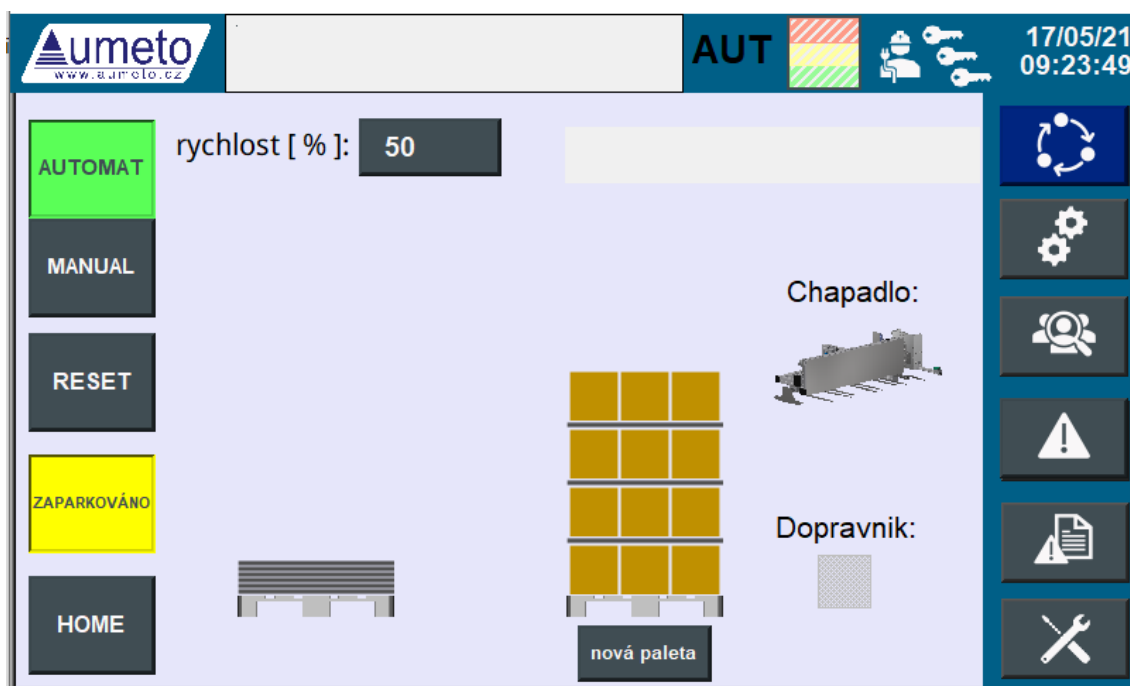 Aumeto
www.aumeto.cz
AUT
17/05/21
09:23:49
AUTOMAT
rychlost [ % ]:
50
MANUAL
Chapadlo:
RESET
ZAPARKOVÁNO
Dopravnik:
HOME
nová paleta